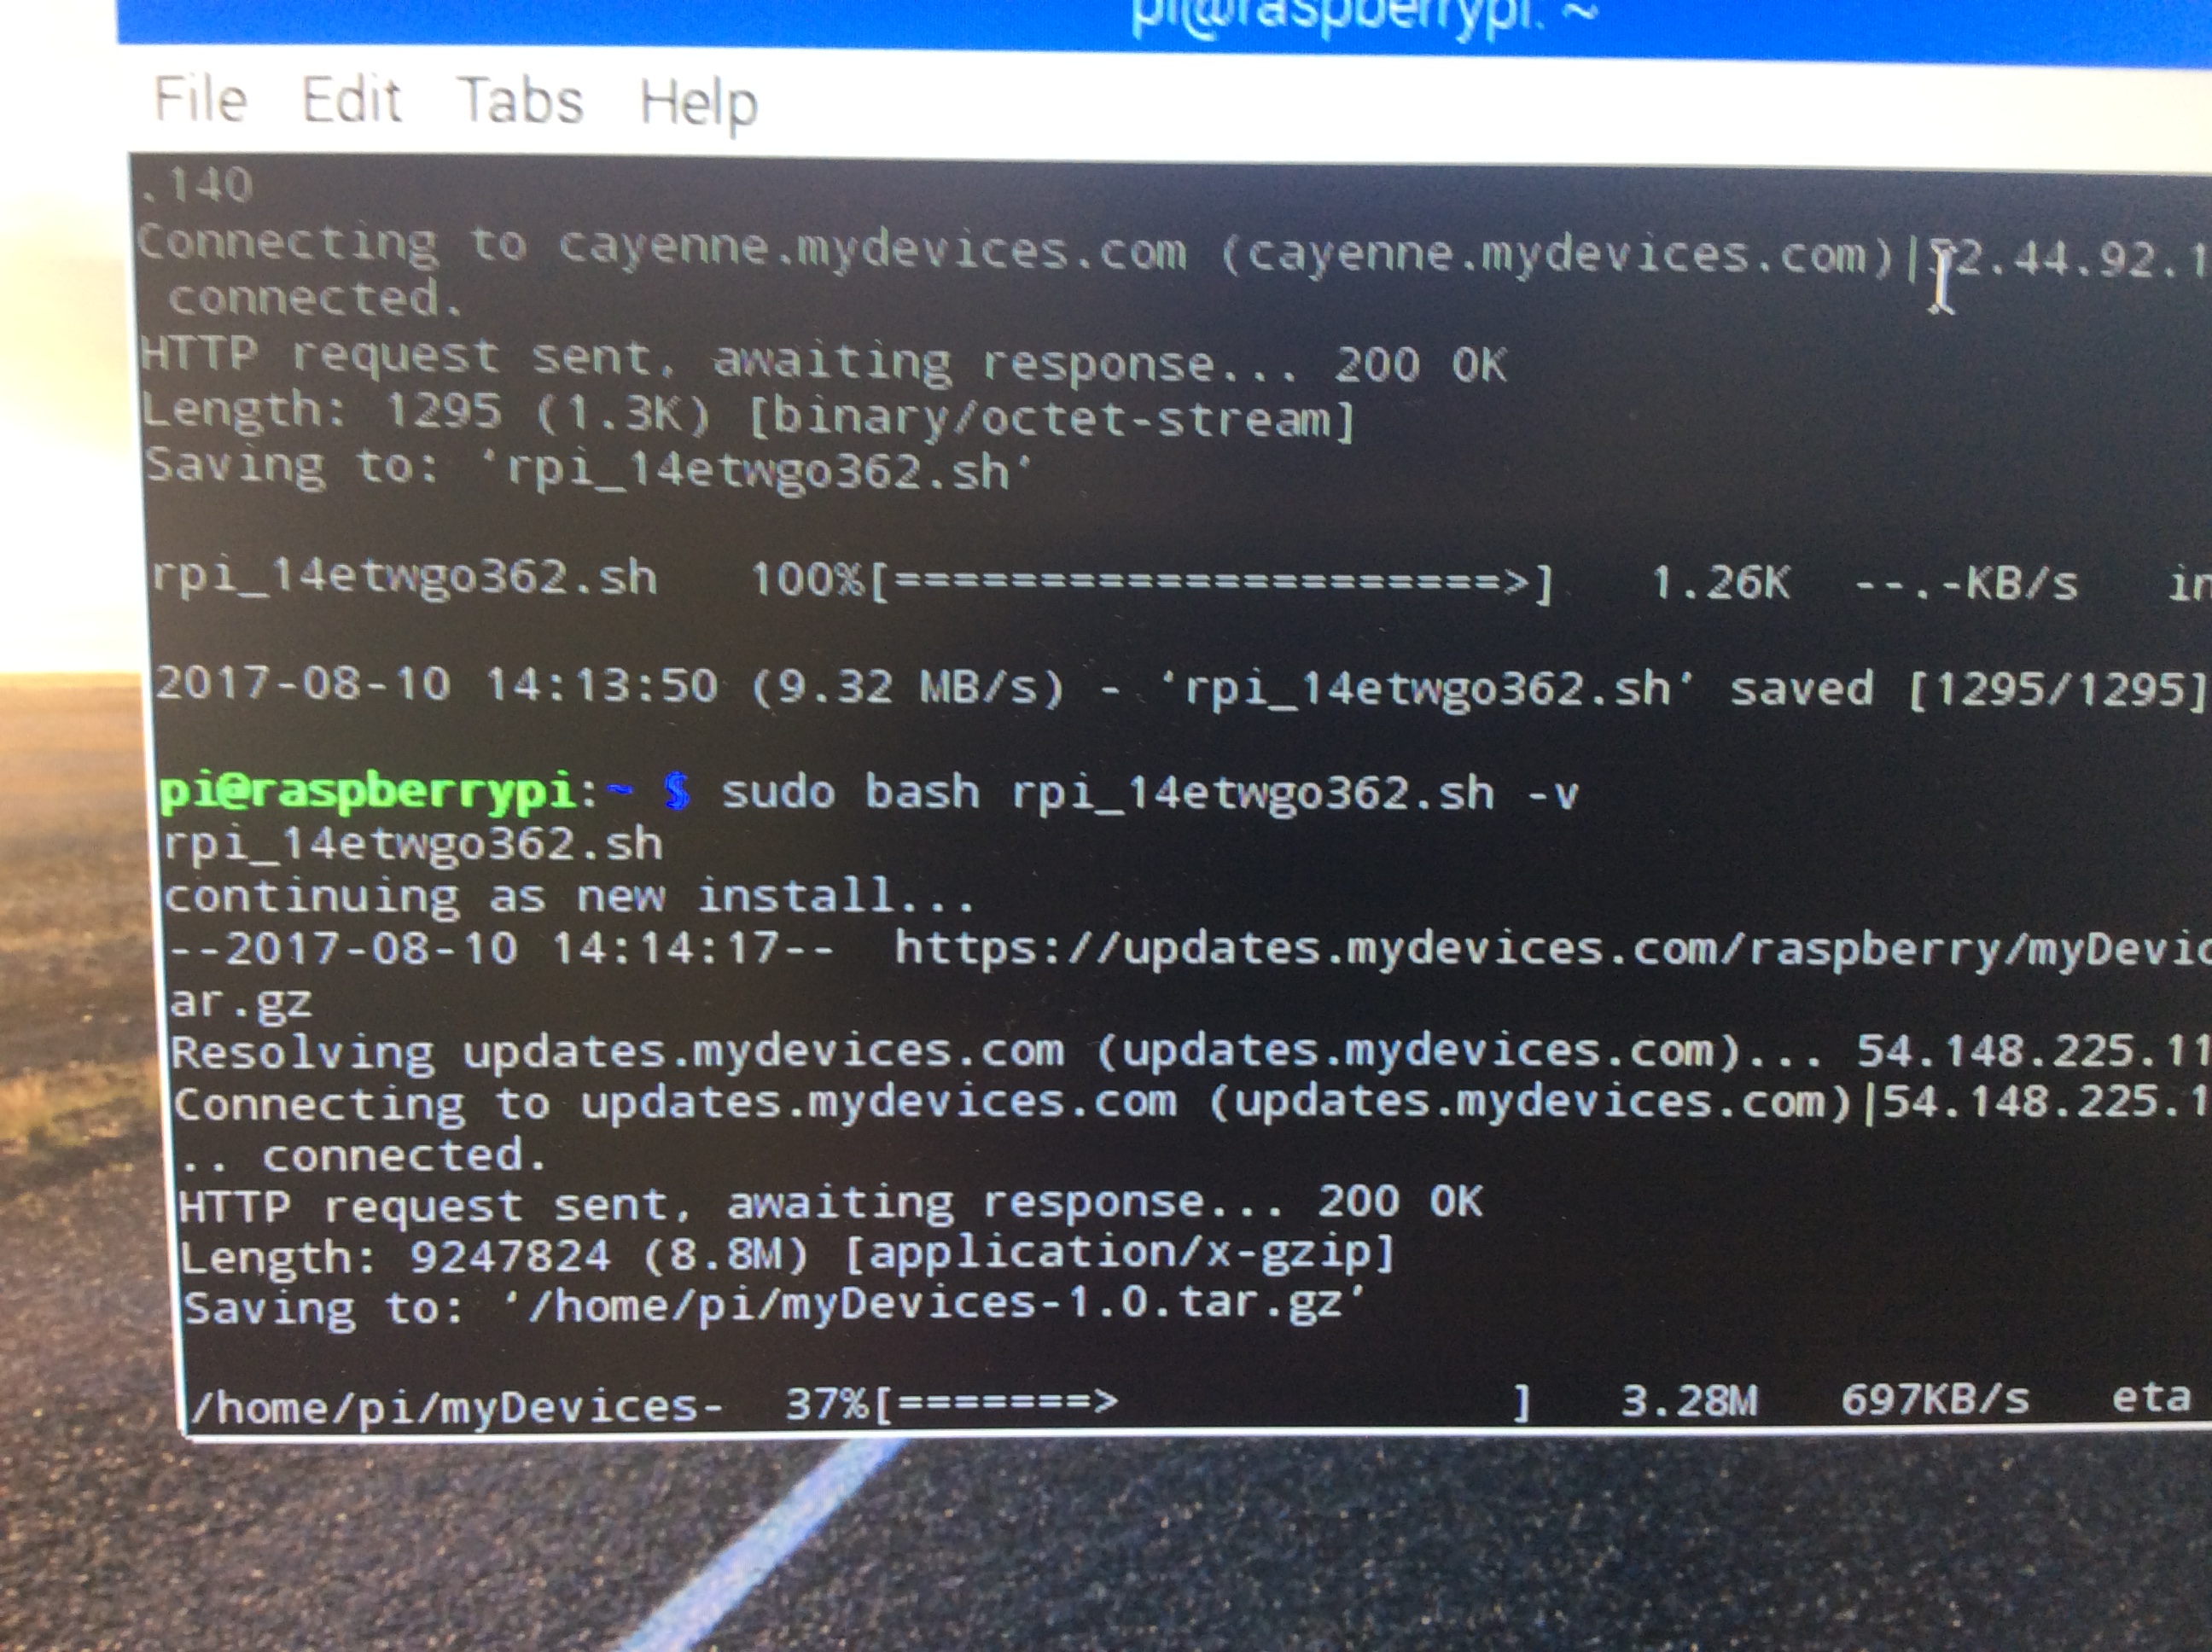 pi@raspberrypi: ~
File Edit Tabs Help
.140
Connecting to cayenne.mydevices.com (cayenne.mydevices.com)|52.44.92.1
connected.
HTTP request sent, awaiting response... 200 OK
Length: 1295 (1.3K) [binary/octet-stream]
Saving to: ‘rpi_14etwgo362.sh’
rpi_14etwgo362.sh 100%[=====================>] 1.26K --.-KB/s in
2017-08-10 14:13:50 (9.32 MB/s) - ‘rpi_14etwgo362.sh’ saved [1295/1295]
pi@raspberrypi:~ $ sudo bash rpi_14etwgo362.sh -v
rpi_14etwgo362.sh
continuing as new install...
--2017-08-10 14:14:17-- https://updates.mydevices.com/raspberry/myDevic
ar.gz
Resolving updates.mydevices.com (updates.mydevices.com)... 54.148.225.11
Connecting to updates.mydevices.com (updates.mydevices.com)|54.148.225.1
.. connected.
HTTP request sent, awaiting response... 200 OK
Length: 9247824 (8.8M) [application/x-gzip]
Saving to: ‘/home/pi/myDevices-1.0.tar.gz’
/home/pi/myDevices- 37%[=======> ] 3.28M 697KB/s eta